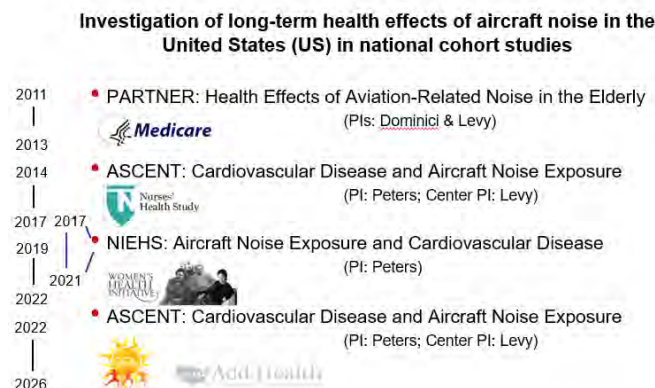 Investigation of long-term health effects of aircraft noise in the
United States (US) in national cohort studies
2011
• PARTNER: Health Effects of Aviation-Related Noise in the Elderly
(PIs: Dominici & Levy)
Medicare
2013
2014
• ASCENT: Cardiovascular Disease and Aircraft Noise Exposure
(PI: Peters; Center PI: Levy)
N
Nurses'
Health Study
2017 2017
• NIEHS: Aircraft Noise Exposure and Cardiovascular Disease
2019
(PI: Peters)
2021
WOMEN'S
HEALTH
INITIATIVE
2022
• ASCENT: Cardiovascular Disease and Aircraft Noise Exposure
2022
(PI: Peters; Center PI: Levy)
Add Health
2026